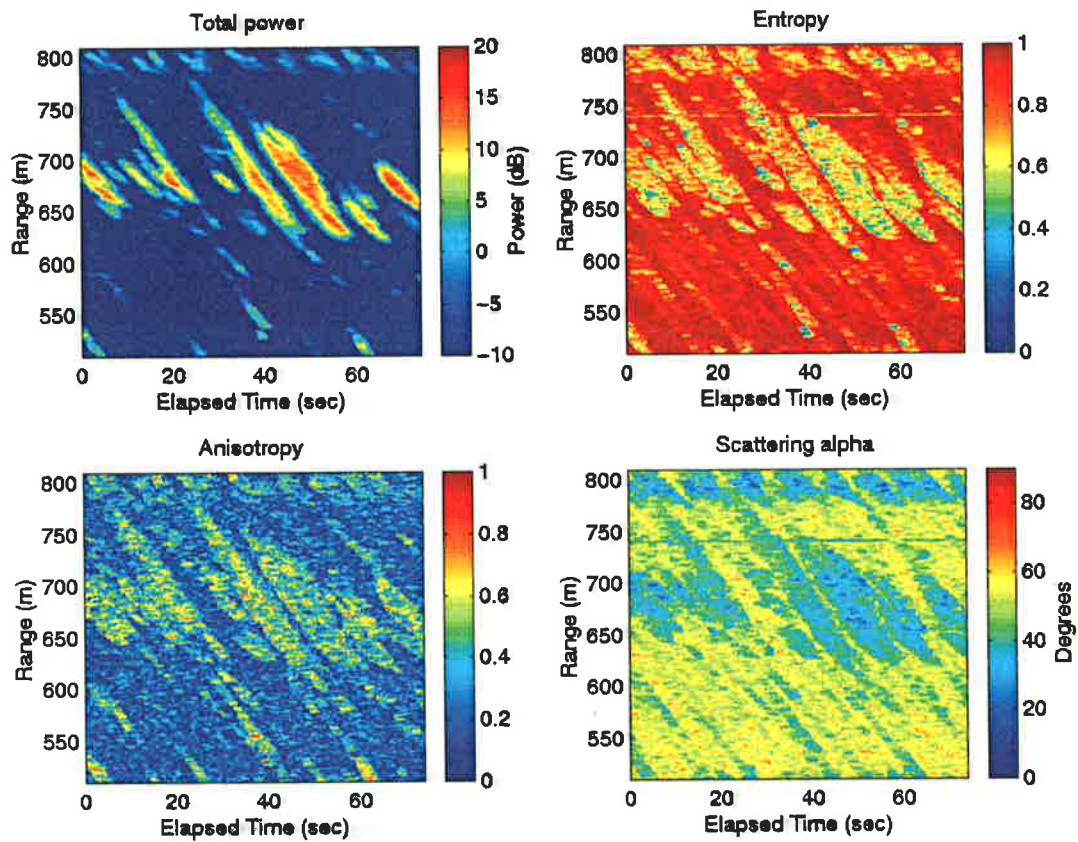 Total power
Range (m)
800
750
700
650
600
550
0 20 40 60
Elapsed Time (sec)
20
15
10
5
0
−5
−10
Power (dB)
Entropy
Range (m)
800
750
700
650
600
550
0 20 40 60
Elapsed Time (sec)
1
0.8
0.6
0.4
0.2
0
Anisotropy
Range (m)
800
750
700
650
600
550
0 20 40 60
Elapsed Time (sec)
1
0.8
0.6
0.4
0.2
0
Scattering alpha
Range (m)
800
750
700
650
600
550
0 20 40 60
Elapsed Time (sec)
80
60
40
20
0
Degrees